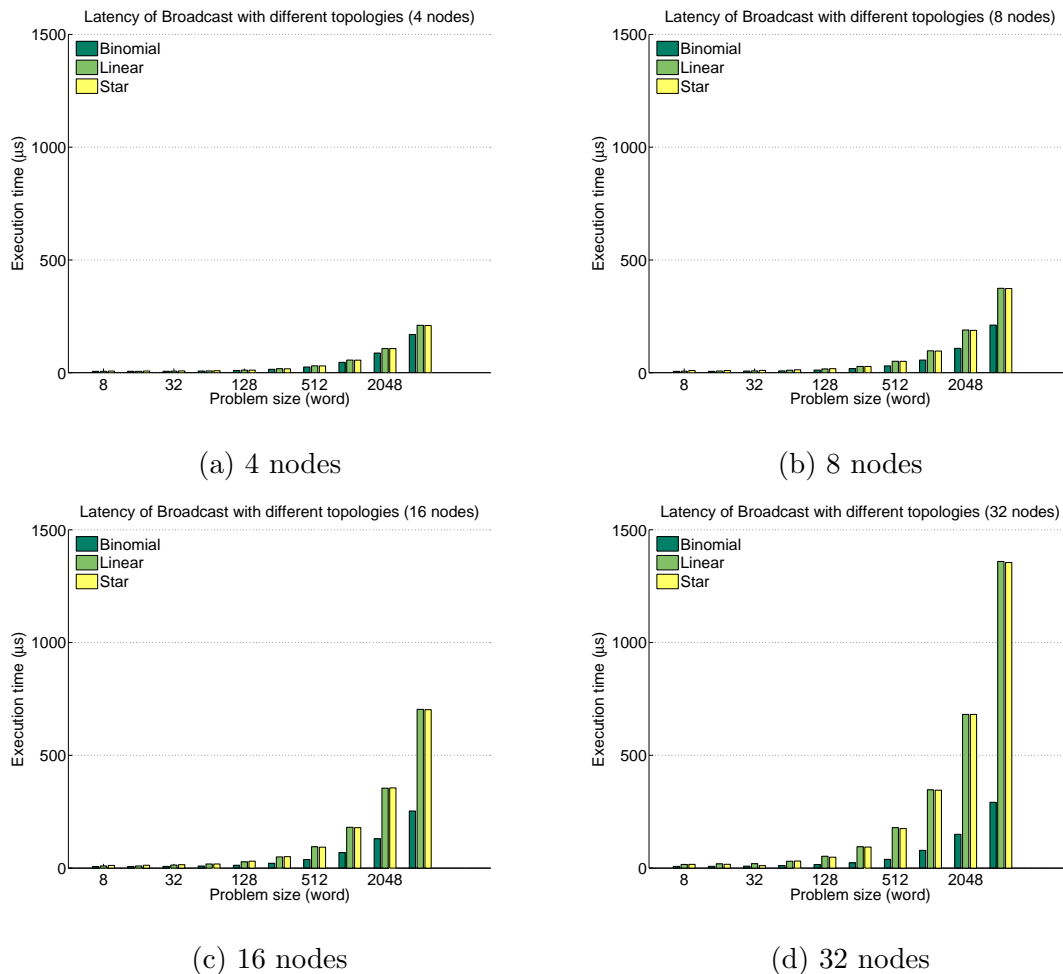 Latency of Broadcast with different topologies (4 nodes)
1500
1000
500
0
Execution time (µs)
Binomial
Linear
Star
8 32 128 512 2048
Problem size (word)
(a) 4 nodes
Latency of Broadcast with different topologies (8 nodes)
1500
1000
500
0
Execution time (µs)
Binomial
Linear
Star
8 32 128 512 2048
Problem size (word)
(b) 8 nodes
Latency of Broadcast with different topologies (16 nodes)
1500
1000
500
0
Execution time (µs)
Binomial
Linear
Star
8 32 128 512 2048
Problem size (word)
(c) 16 nodes
Latency of Broadcast with different topologies (32 nodes)
1500
1000
500
0
Execution time (µs)
Binomial
Linear
Star
8 32 128 512 2048
Problem size (word)
(d) 32 nodes